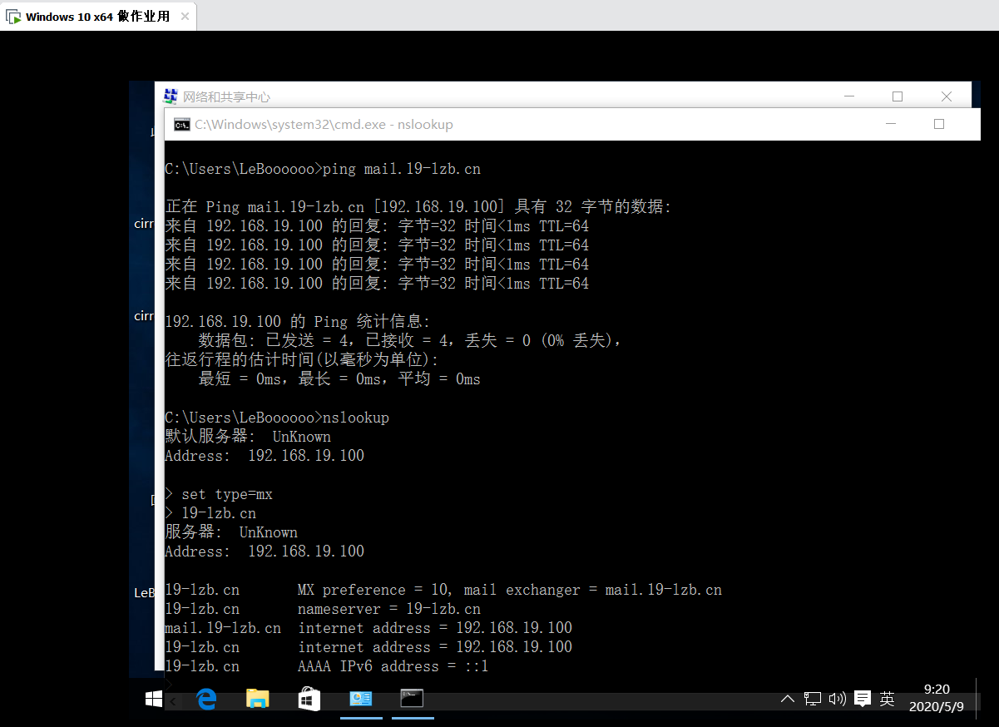 Windows 10 x64 做作业用
网络和共享中心
C:\Windows\system32\cmd.exe - nslookup
C:\Users\LeBoooooo>ping mail.19-lzb.cn
正在 Ping mail.19-lzb.cn [192.168.19.100] 具有 32 字节的数据:
来自 192.168.19.100 的回复: 字节=32 时间<1ms TTL=64
来自 192.168.19.100 的回复: 字节=32 时间<1ms TTL=64
来自 192.168.19.100 的回复: 字节=32 时间<1ms TTL=64
来自 192.168.19.100 的回复: 字节=32 时间<1ms TTL=64
192.168.19.100 的 Ping 统计信息:
数据包: 已发送 = 4，已接收 = 4，丢失 = 0 (0% 丢失)，
往返行程的估计时间(以毫秒为单位):
最短 = 0ms，最长 = 0ms，平均 = 0ms
C:\Users\LeBoooooo>nslookup
默认服务器:  UnKnown
Address:  192.168.19.100
> set type=mx
> 19-lzb.cn
服务器:  UnKnown
Address:  192.168.19.100
19-lzb.cn       MX preference = 10, mail exchanger = mail.19-lzb.cn
19-lzb.cn       nameserver = 19-lzb.cn
mail.19-lzb.cn  internet address = 192.168.19.100
19-lzb.cn       internet address = 192.168.19.100
19-lzb.cn       AAAA IPv6 address = ::1
cirr
cirr
LeB
英
9:20
2020/5/9